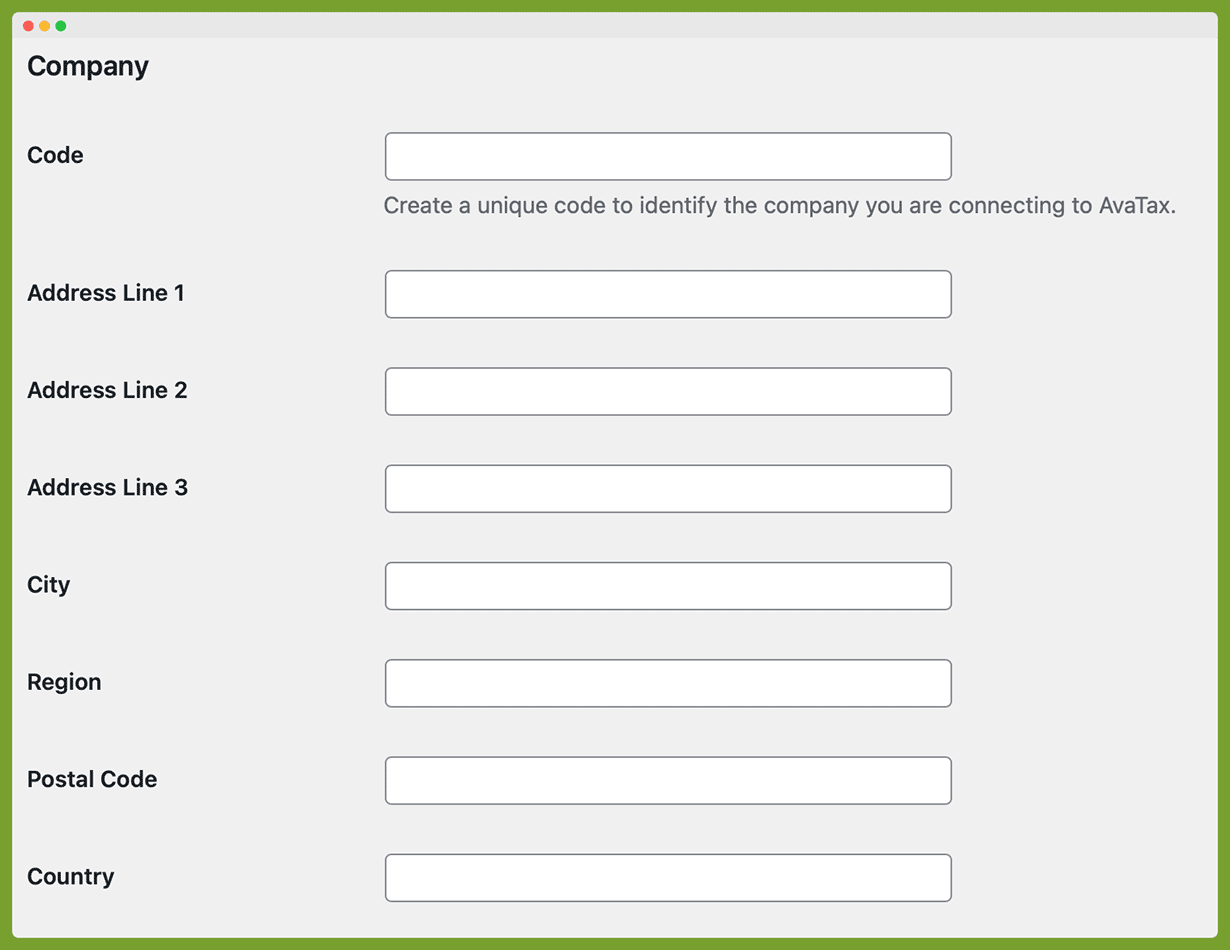 Company
Code
Create a unique code to identify the company you are connecting to AvaTax.
Address Line 1
Address Line 2
Address Line 3
City
Region
Postal Code
Country